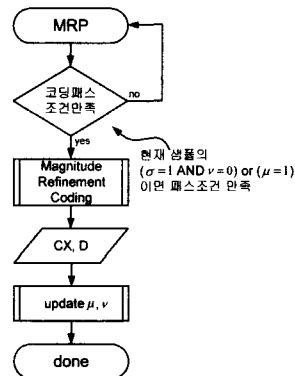 MRP
코딩패스
조건만족
no
yes
현재 샘플의
(σ=1 AND ν=0) or (μ=1)
이면 패스조건 만족
Magnitude
Refinement
Coding
CX, D
update μ, ν
done